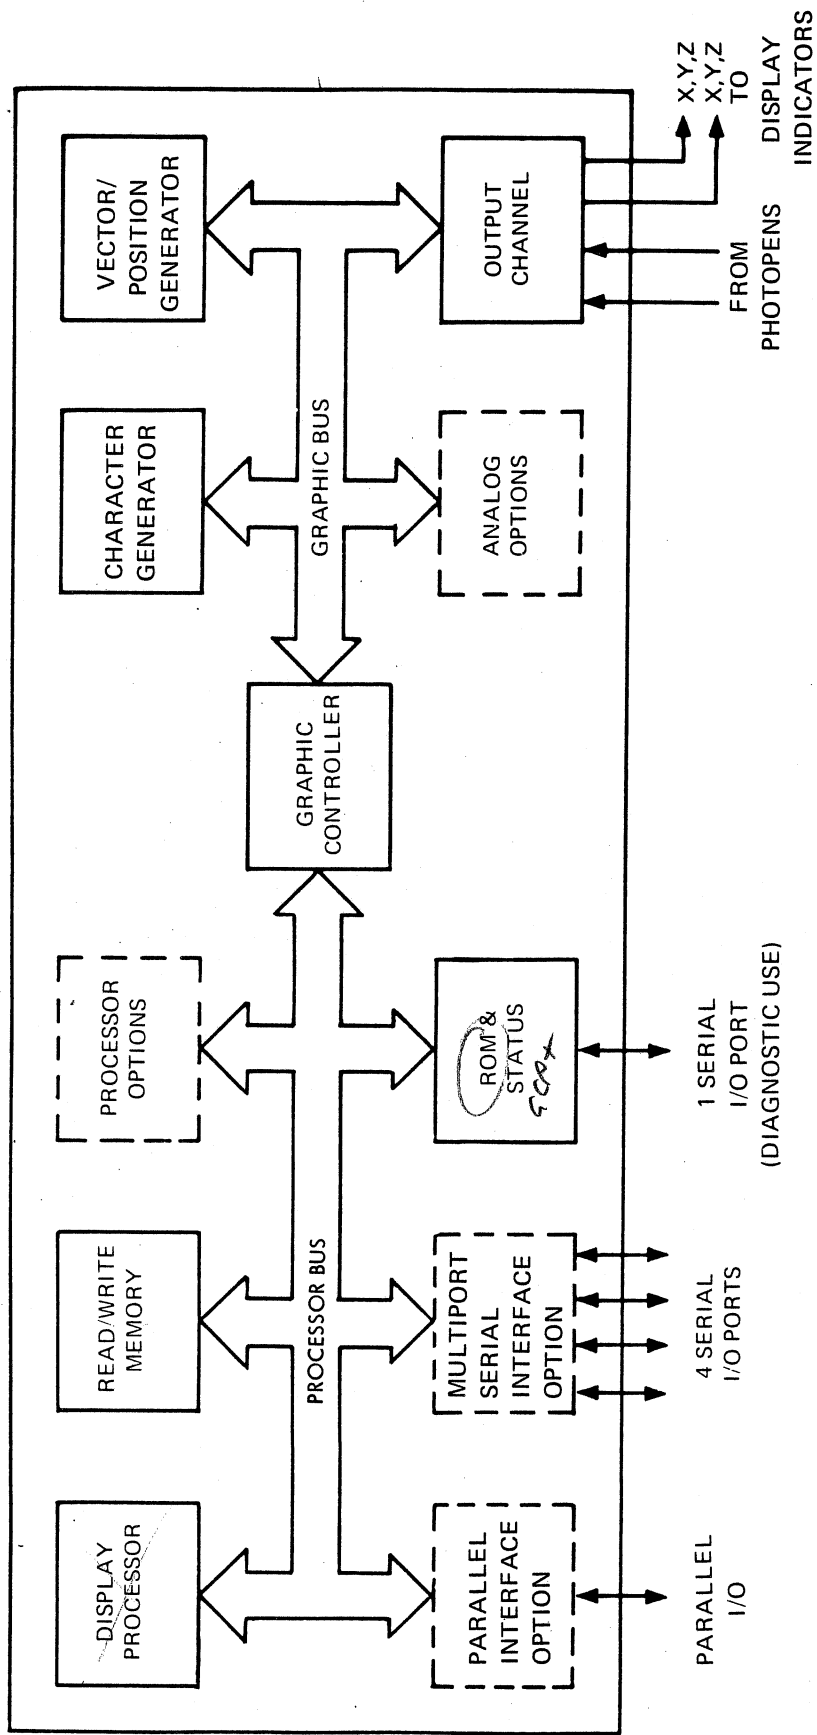 DISPLAY
PROCESSOR
READ/WRITE
MEMORY
PROCESSOR
OPTIONS
CHARACTER
GENERATOR
VECTOR/
POSITION
GENERATOR
PROCESSOR BUS
GRAPHIC
CONTROLLER
GRAPHIC BUS
PARALLEL
INTERFACE
OPTION
MULTIPORT
SERIAL
INTERFACE
OPTION
ROM &
STATUS
ANALOG
OPTIONS
OUTPUT
CHANNEL
PARALLEL
I/O
4 SERIAL
I/O PORTS
1 SERIAL
I/O PORT
(DIAGNOSTIC USE)
FROM
PHOTOPENS
X,Y,Z
X,Y,Z
TO
DISPLAY
INDICATORS